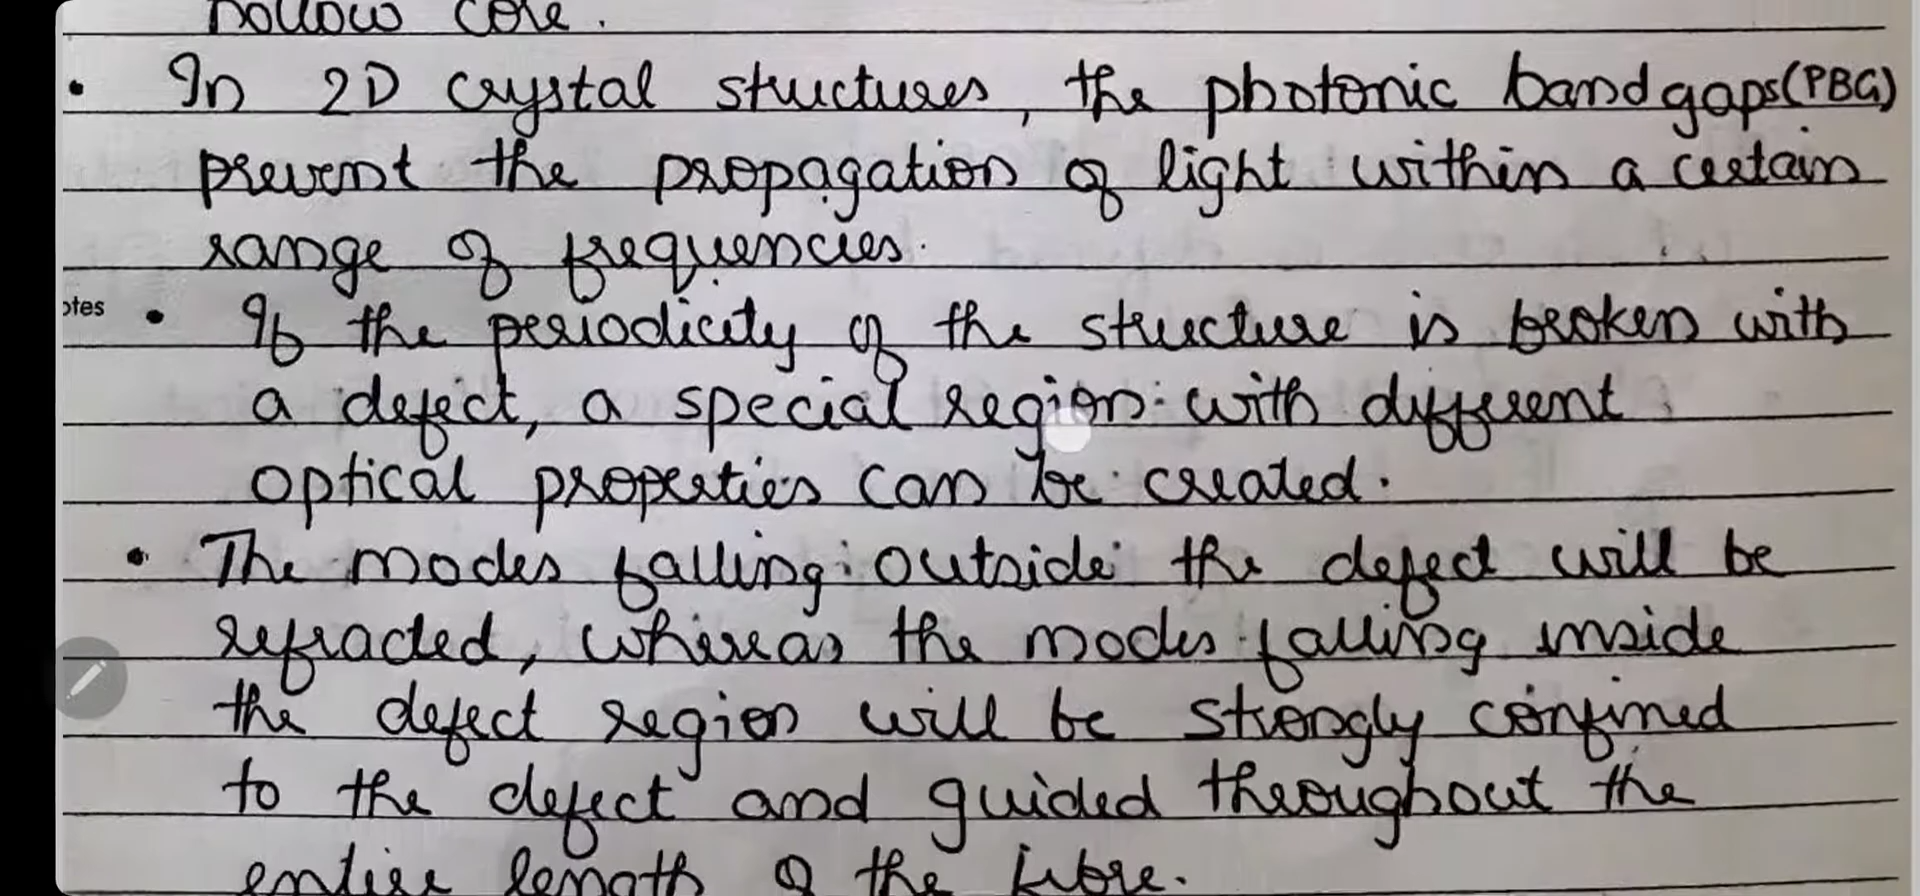 hollow core.
• In 2D crystal structures, the photonic bandgaps(PBG)
prevent the propagation of light within a certain
range of frequencies.
otes • If the periodicity of the structure is broken with
a defect, a special region with different
optical properties can be created.
• The modes falling outside the defect will be
refracted, whereas the modes falling inside
the defect region will be strongly confined
to the defect and guided throughout the
entire length of the fibre.